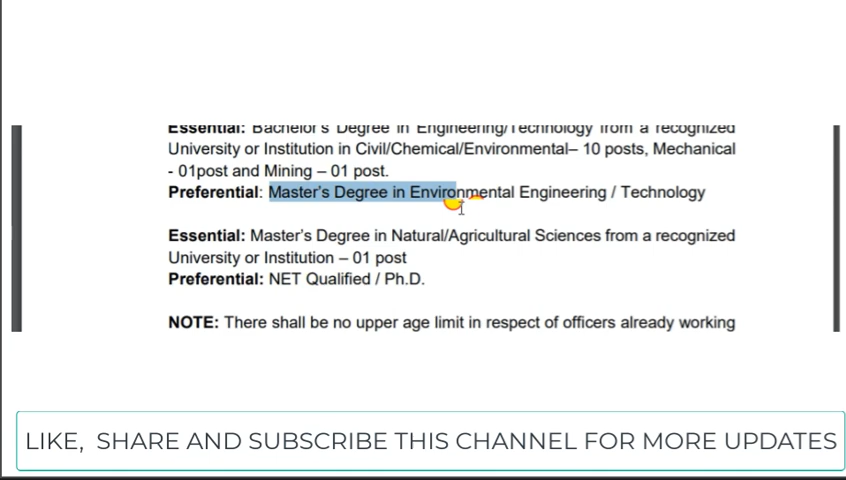 Essential: Bachelor's Degree in Engineering/Technology from a recognized
University or Institution in Civil/Chemical/Environmental– 10 posts, Mechanical
- 01post and Mining – 01 post.
Preferential: Master's Degree in Environmental Engineering / Technology
Essential: Master's Degree in Natural/Agricultural Sciences from a recognized
University or Institution – 01 post
Preferential: NET Qualified / Ph.D.
NOTE: There shall be no upper age limit in respect of officers already working
LIKE, SHARE AND SUBSCRIBE THIS CHANNEL FOR MORE UPDATES